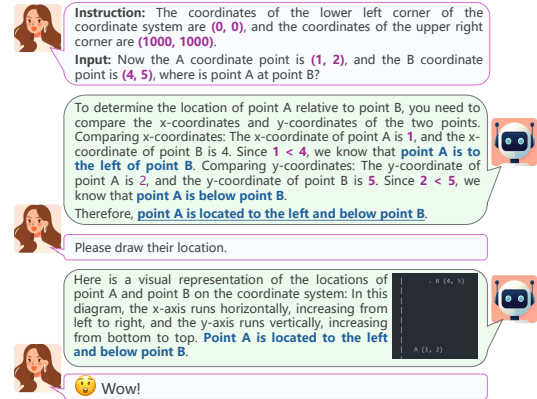 Instruction: The coordinates of the lower left corner of the
coordinate system are (0, 0), and the coordinates of the upper right
corner are (1000, 1000).
Input: Now the A coordinate point is (1, 2), and the B coordinate
point is (4, 5), where is point A at point B?
To determine the location of point A relative to point B, you need to
compare the x-coordinates and y-coordinates of the two points.
Comparing x-coordinates: The x-coordinate of point A is 1, and the x-
coordinate of point B is 4. Since 1 < 4, we know that point A is to
the left of point B. Comparing y-coordinates: The y-coordinate of
point A is 2, and the y-coordinate of point B is 5. Since 2 < 5, we
know that point A is below point B.
Therefore, point A is located to the left and below point B.
Please draw their location.
Here is a visual representation of the locations of
point A and point B on the coordinate system: In this
diagram, the x-axis runs horizontally, increasing from
left to right, and the y-axis runs vertically, increasing
from bottom to top. Point A is located to the left
and below point B.
. B (4, 5)
A (1, 2)
Wow!